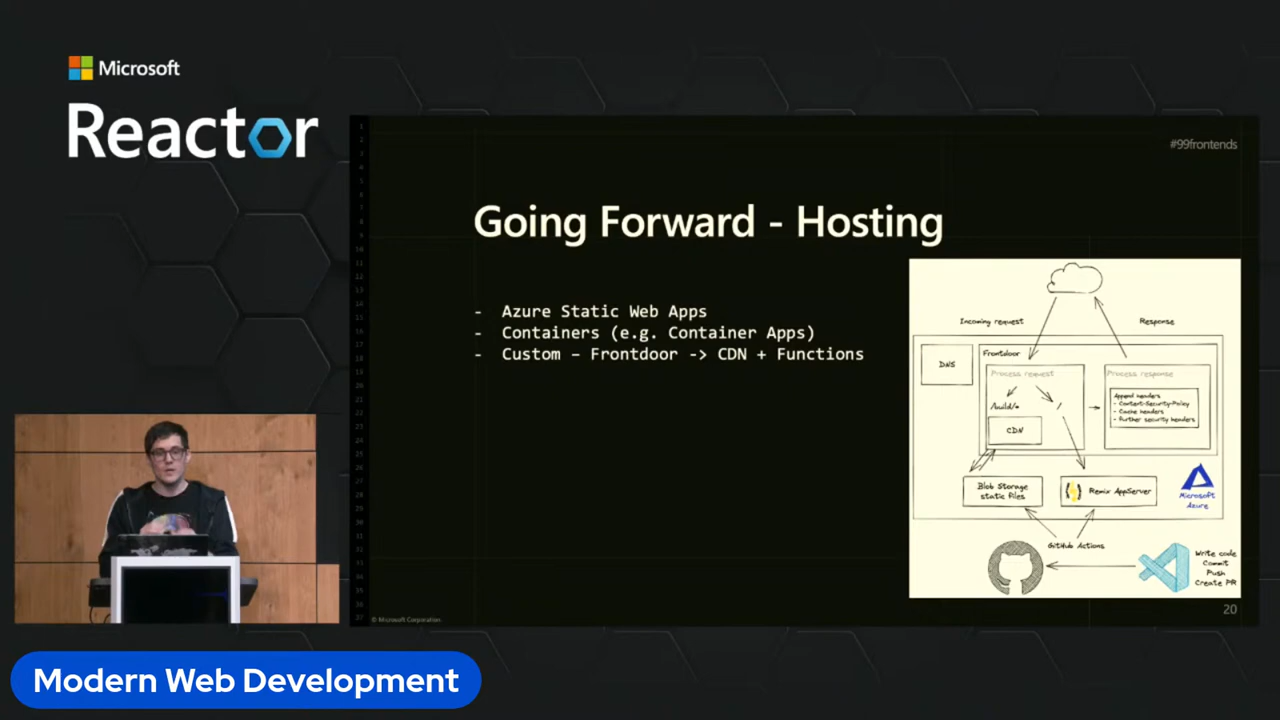 Microsoft
Reactor
#99frontends
Going Forward - Hosting
- Azure Static Web Apps
- Containers (e.g. Container Apps)
- Custom – Frontdoor -> CDN + Functions
Incoming request
Response
DNS
Frontdoor
Process request
Process response
/build/*
/
CDN
Append headers
- Content-Security-Policy
- Cache headers
- Further security headers
Blob Storage
static files
Remix AppServer
Microsoft
Azure
GitHub Actions
Write code
Commit
Push
Create PR
20
© Microsoft Corporation
Modern Web Development